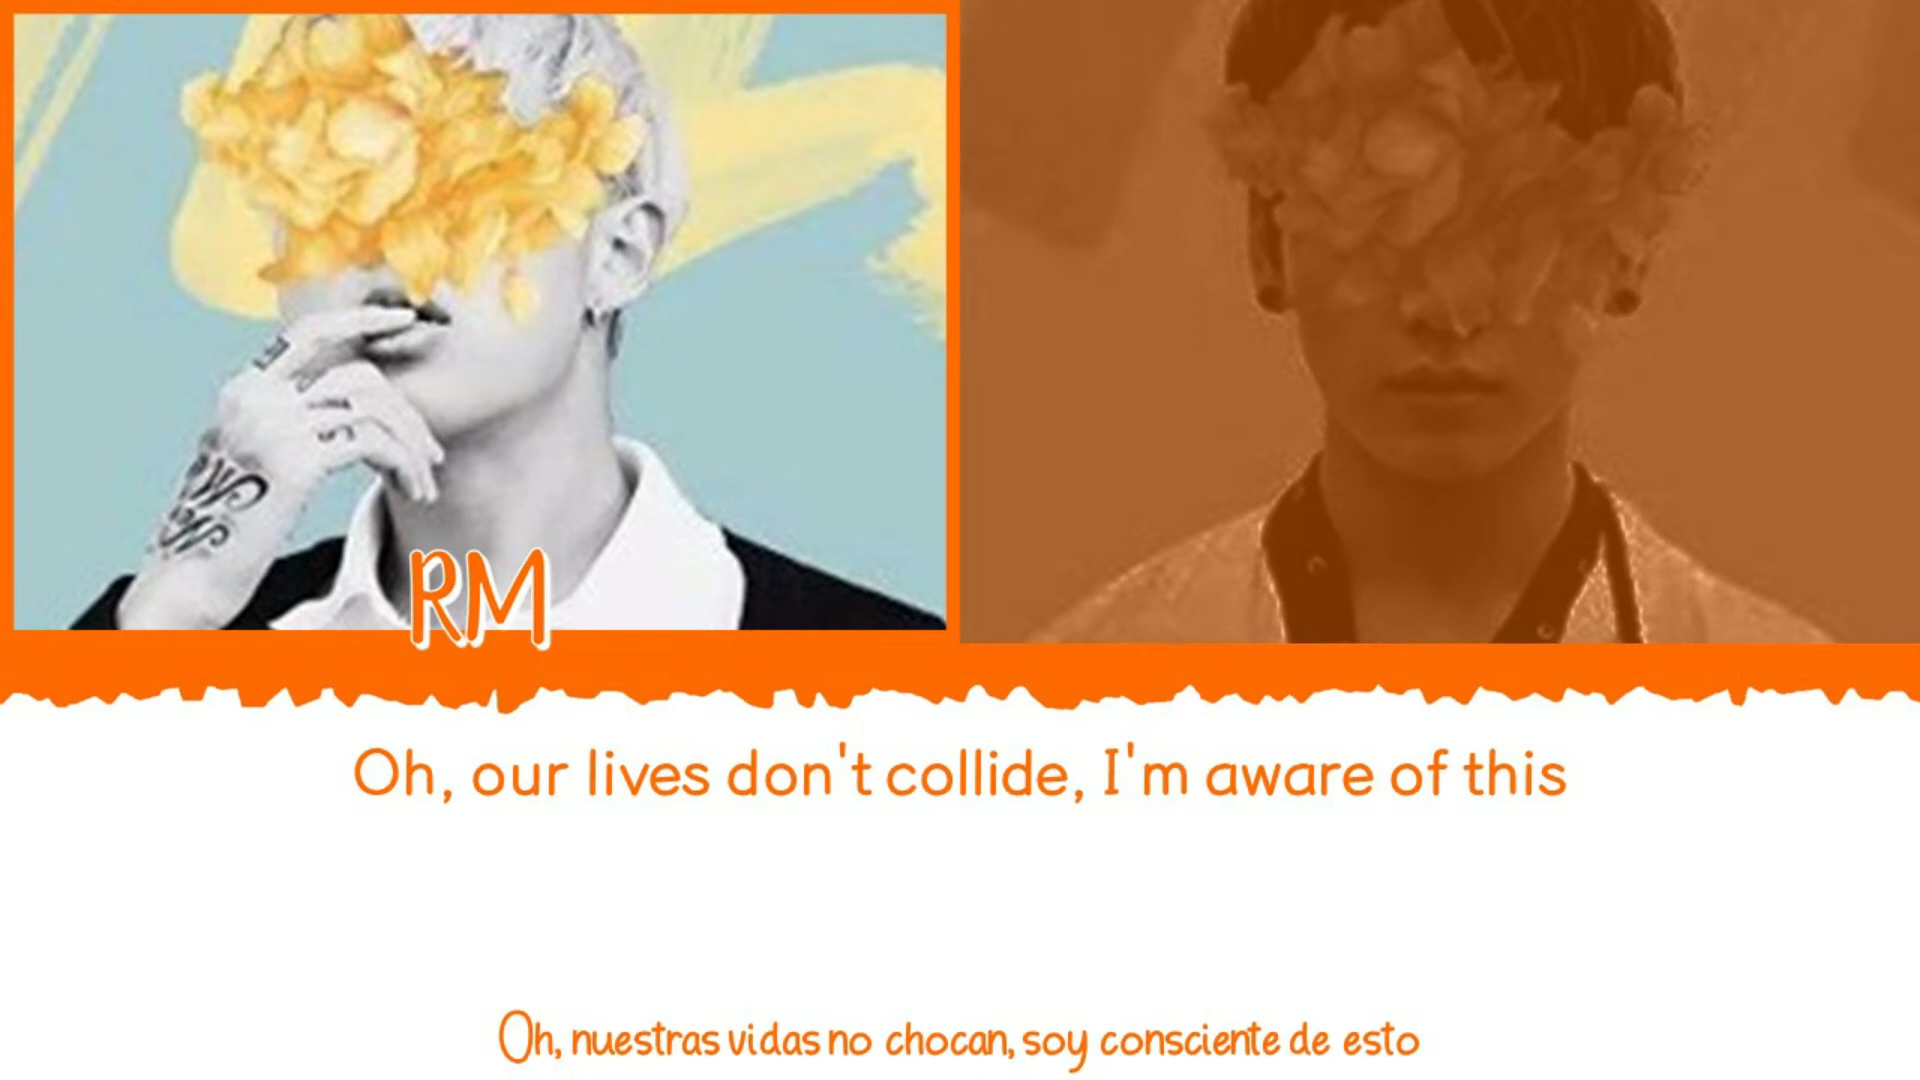 RM
Oh, our lives don't collide, I'm aware of this
Oh, nuestras vidas no chocan, soy consciente de esto